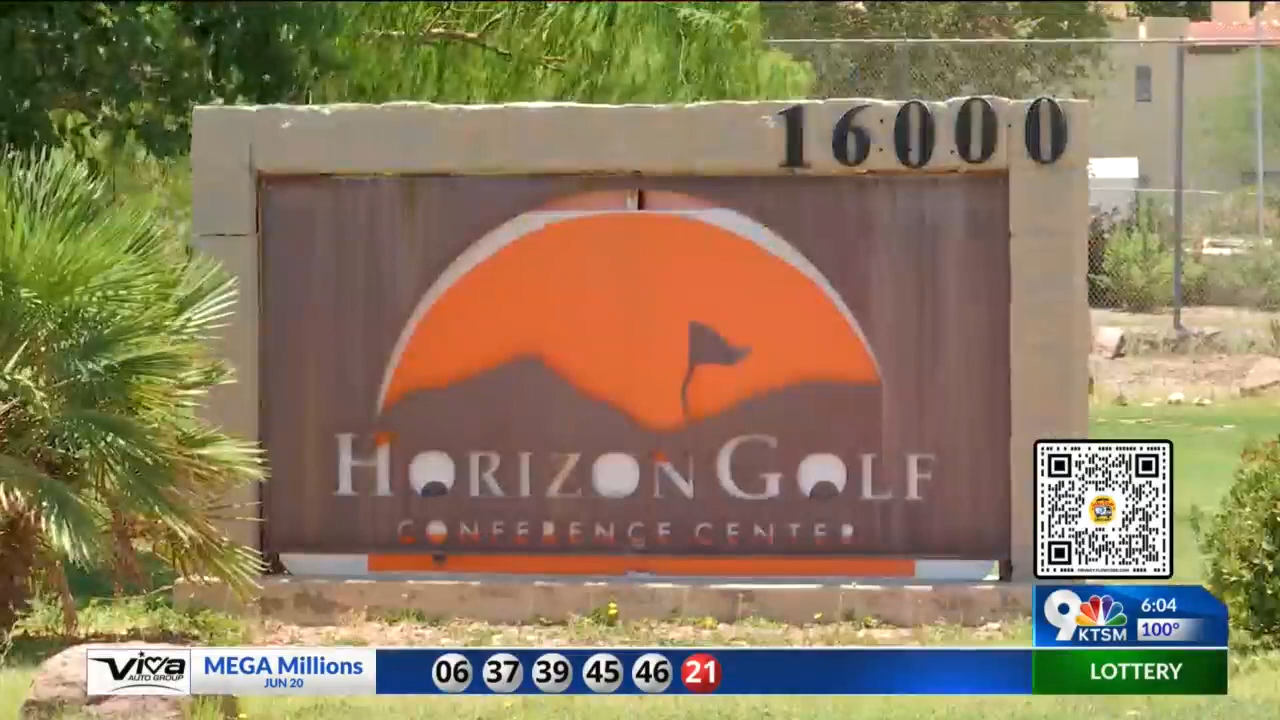 16000
HORIZON GOLF
CONFERENCE CENTER
9
KTSM
6:04
100°
Viva
AUTO GROUP
MEGA Millions
JUN 20
06 37 39 45 46 21
LOTTERY